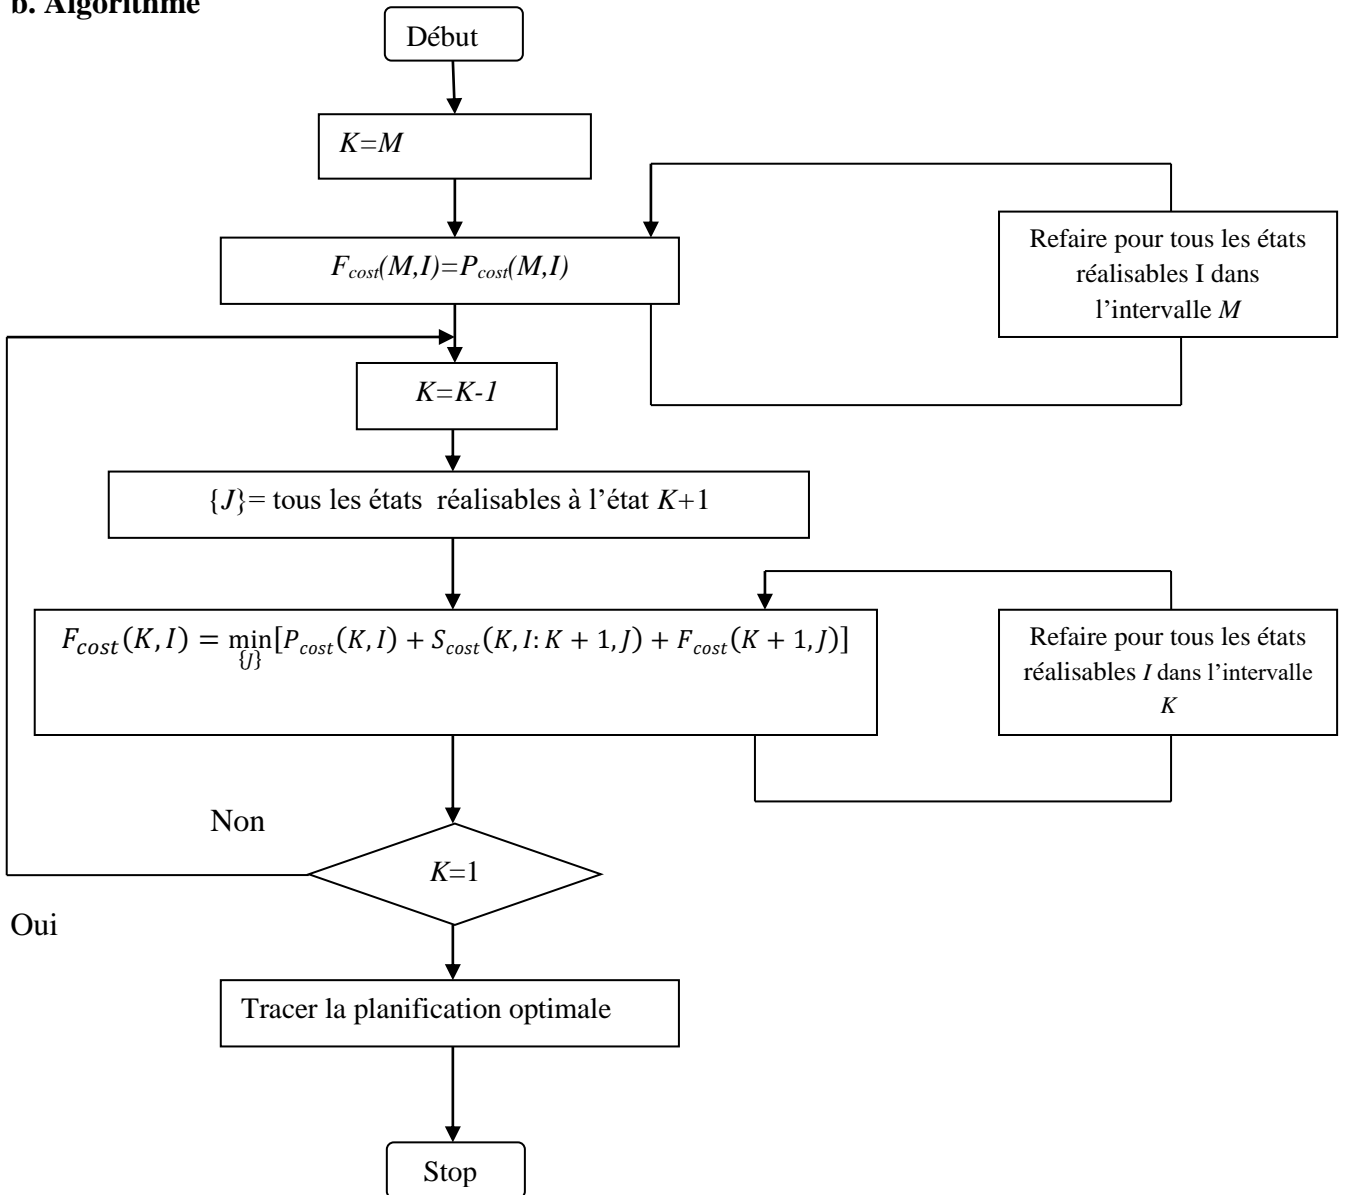 b. Algorithme
Début
K=M
F_cost(M,I)=P_cost(M,I)
Refaire pour tous les états
réalisables I dans
l’intervalle M
K=K-1
{J}= tous les états réalisables à l’état K+1
F_cost(K, I) = min_{J}[P_cost(K, I) + S_cost(K, I: K + 1, J) + F_cost(K + 1, J)]
Refaire pour tous les états
réalisables I dans l’intervalle
K
Non
K=1
Oui
Tracer la planification optimale
Stop